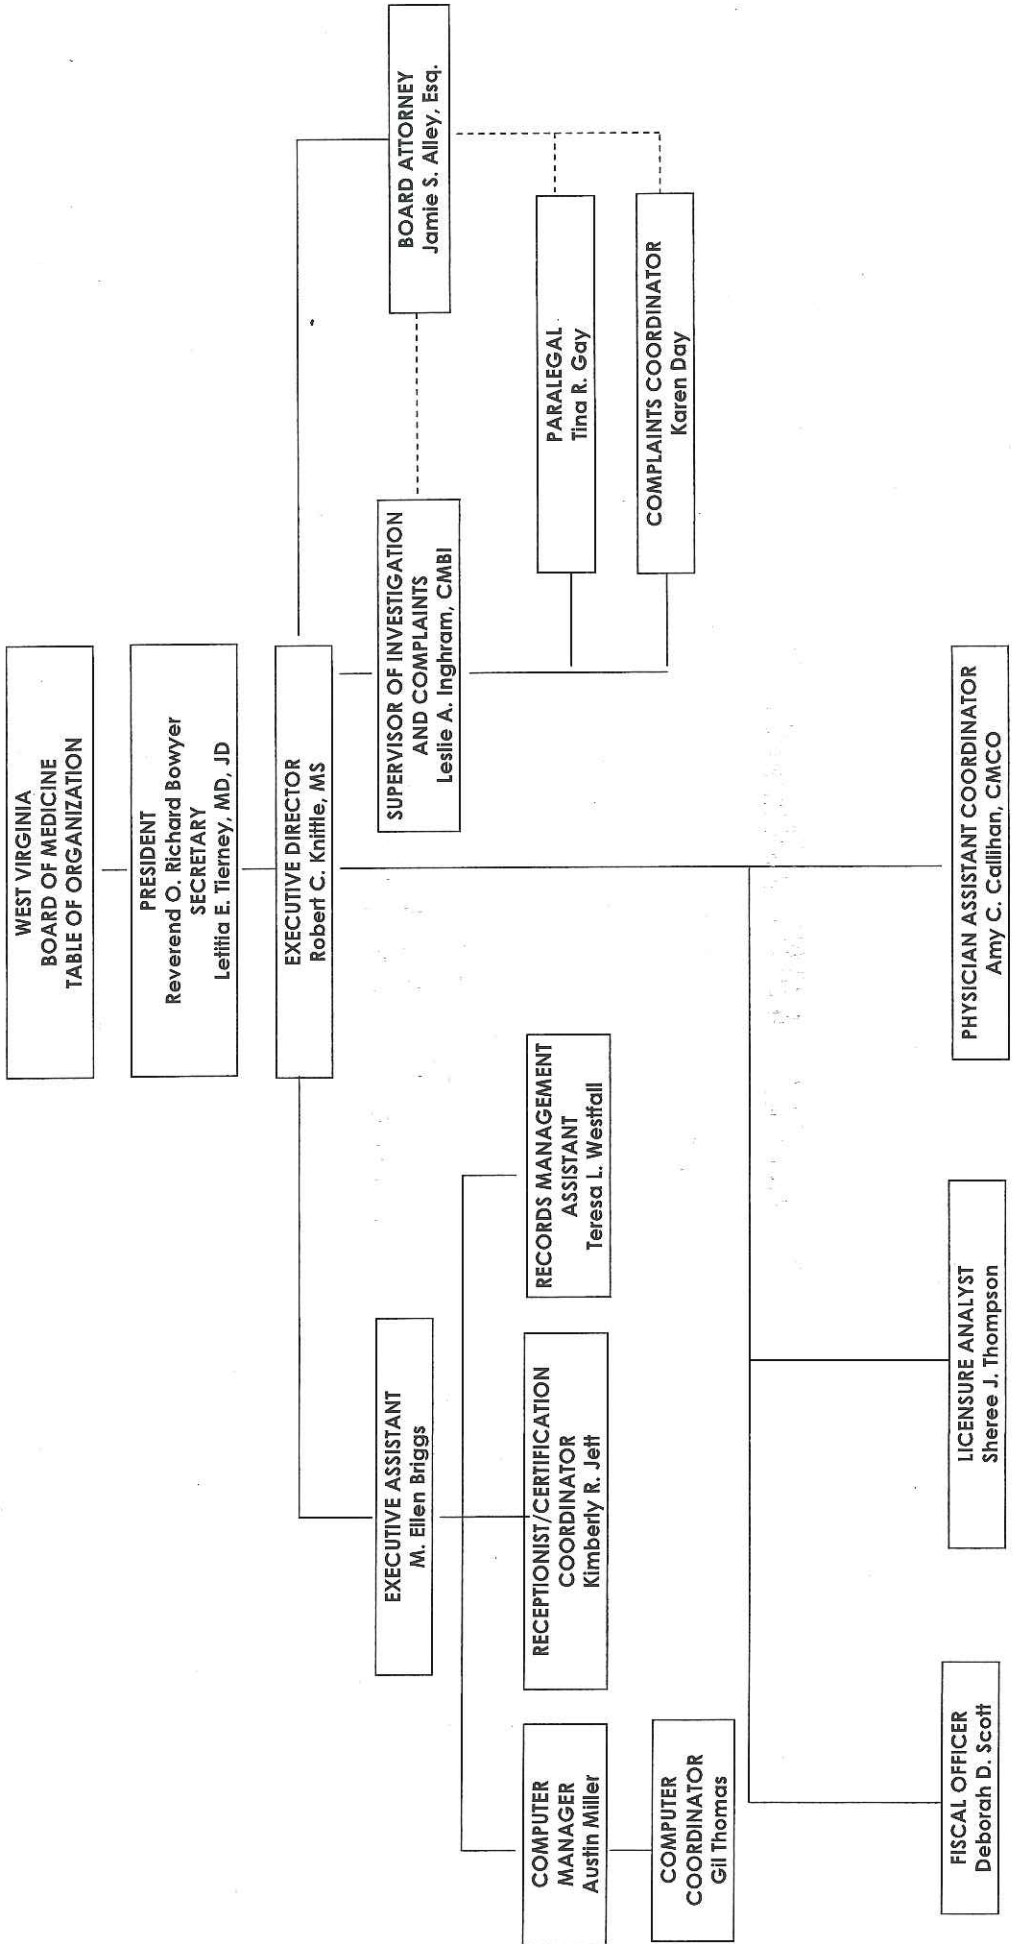 WEST VIRGINIA
BOARD OF MEDICINE
TABLE OF ORGANIZATION
PRESIDENT
Reverend O. Richard Bowyer
SECRETARY
Letitia E. Tierney, MD, JD
EXECUTIVE DIRECTOR
Robert C. Knittle, MS
EXECUTIVE ASSISTANT
M. Ellen Briggs
SUPERVISOR OF INVESTIGATION
AND COMPLAINTS
Leslie A. Inghram, CMBI
BOARD ATTORNEY
Jamie S. Alley, Esq.
COMPUTER
MANAGER
Austin Miller
RECEPTIONIST/CERTIFICATION
COORDINATOR
Kimberly R. Jett
RECORDS MANAGEMENT
ASSISTANT
Teresa L. Westfall
PARALEGAL
Tina R. Gay
COMPUTER
COORDINATOR
Gil Thomas
COMPLAINTS COORDINATOR
Karen Day
FISCAL OFFICER
Deborah D. Scott
LICENSURE ANALYST
Sheree J. Thompson
PHYSICIAN ASSISTANT COORDINATOR
Amy C. Callihan, CMCO